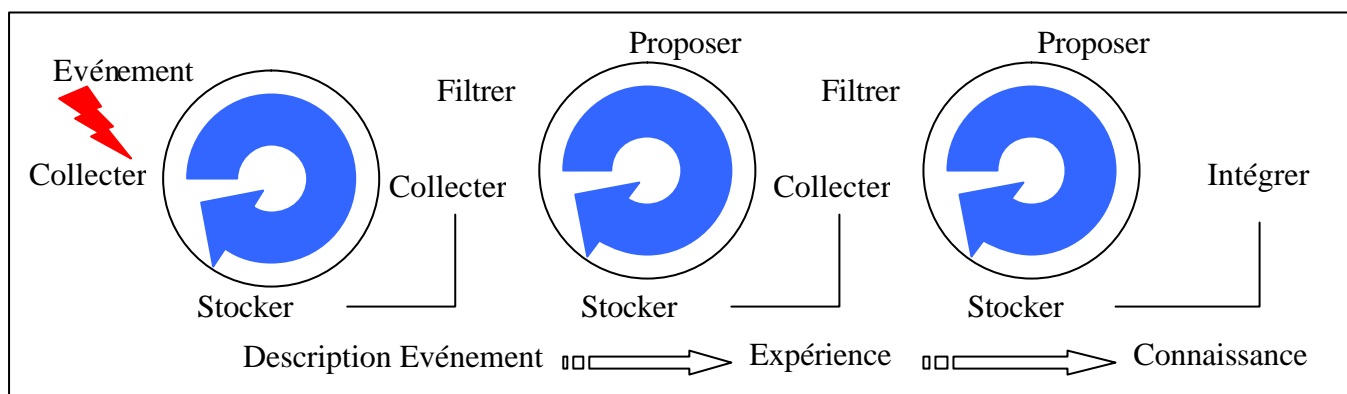 Proposer
Proposer
Evénement
Filtrer
Filtrer
Collecter
Collecter
Collecter
Intégrer
Stocker
Stocker
Stocker
Description Evénement
Expérience
Connaissance